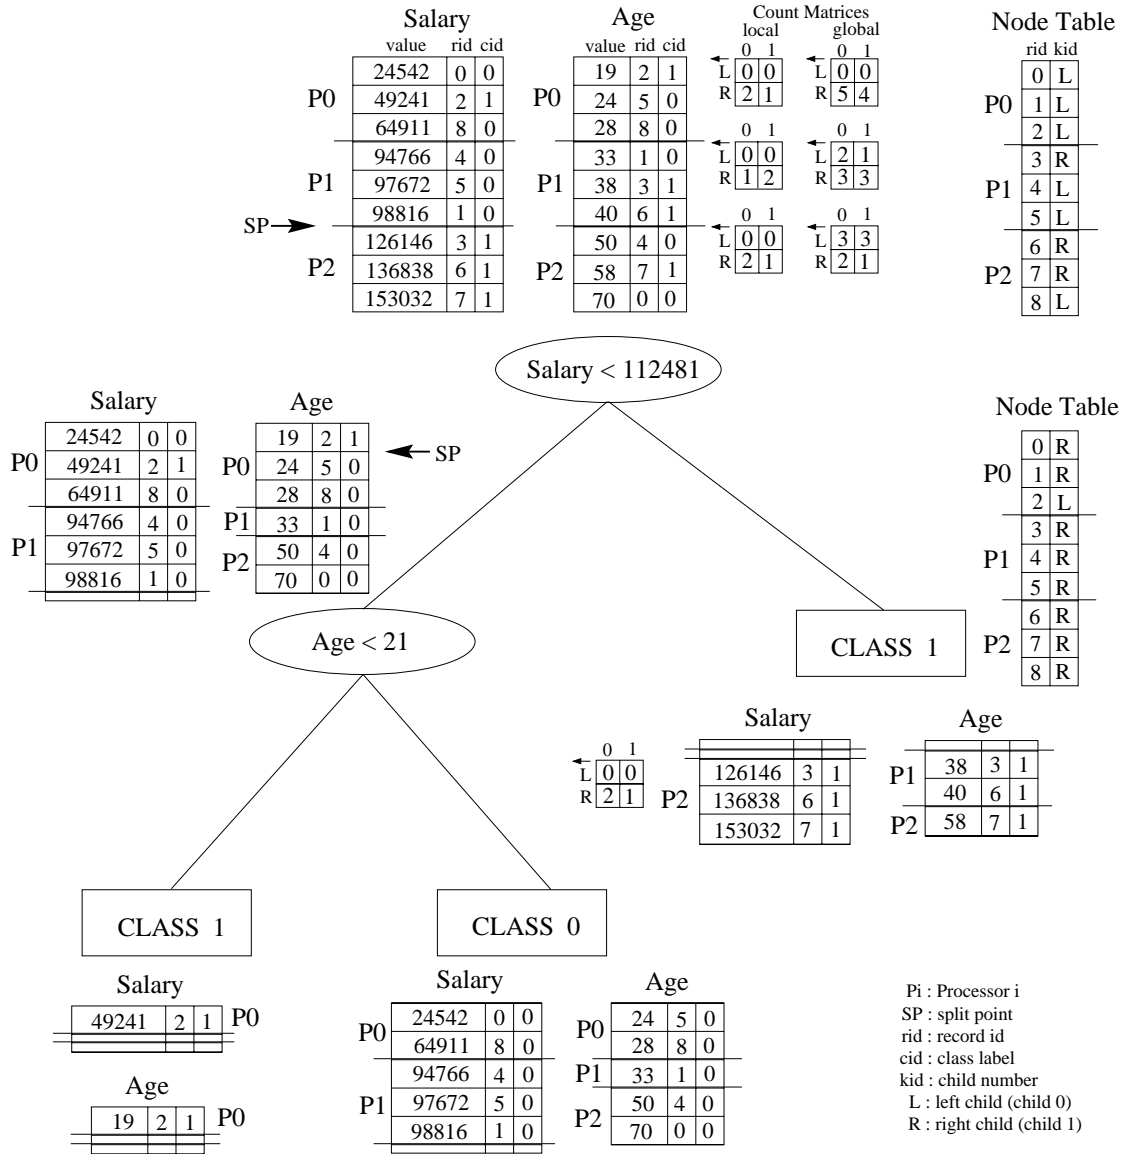 Salary Age Count Matrices Node Table
local global
value rid cid value rid cid 0 1 0 1 rid kid
24542 0 0 19 2 1 L 0 0 L 0 0 0 L
P0 49241 2 1 P0 24 5 0 R 2 1 R 5 4 P0 1 L
64911 8 0 28 8 0 2 L
0 1 0 1
94766 4 0 33 1 0 L 0 0 L 2 1 3 R
P1 97672 5 0 P1 38 3 1 R 1 2 R 3 3 P1 4 L
98816 1 0 40 6 1 5 L
SP 0 1 0 1
126146 3 1 50 4 0 L 0 0 L 3 3 6 R
P2 136838 6 1 P2 58 7 1 R 2 1 R 2 1 P2 7 R
153032 7 1 70 0 0 8 L
Salary < 112481
Salary Age Node Table
24542 0 0 19 2 1 0 R
SP
P0 49241 2 1 P0 24 5 0 P0 1 R
64911 8 0 28 8 0 2 L
94766 4 0 P1 33 1 0 3 R
P1 97672 5 0 P2 50 4 0 P1 4 R
98816 1 0 70 0 0 5 R
6 R
P2 7 R
8 R
Age < 21
CLASS 1
Salary Age
0 1
L 0 0 126146 3 1 P1 38 3 1
R 2 1 P2 136838 6 1 40 6 1
153032 7 1 P2 58 7 1
CLASS 1 CLASS 0
Salary
49241 2 1 P0
Age
19 2 1 P0
Salary Age
24542 0 0 24 5 0
P0 64911 8 0 P0 28 8 0
94766 4 0 P1 33 1 0
P1 97672 5 0 P2 50 4 0
98816 1 0 70 0 0
Pi : Processor i
SP : split point
rid : record id
cid : class label
kid : child number
L : left child (child 0)
R : right child (child 1)